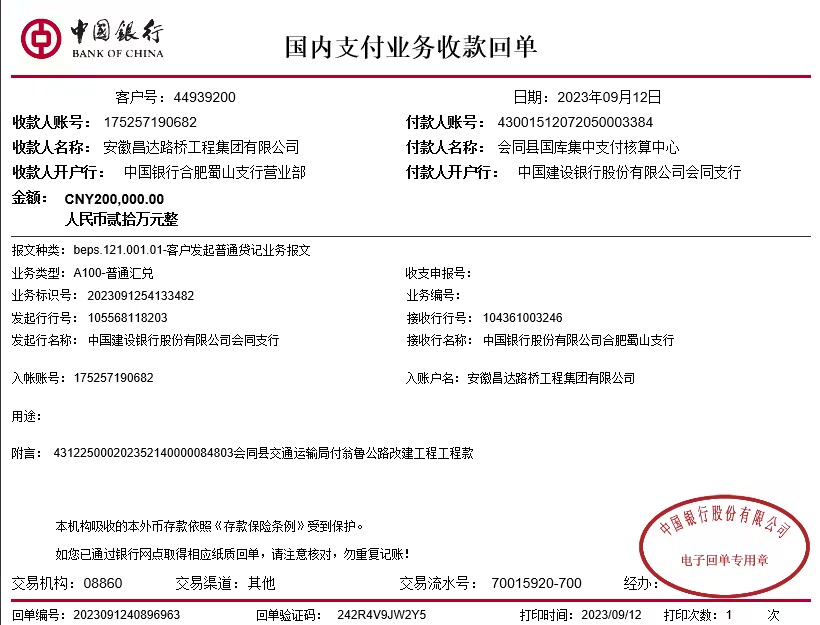 中国银行
BANK OF CHINA
国内支付业务收款回单
客户号：44939200 日期：2023年09月12日
收款人账号：175257190682 付款人账号：43001512072050003384
收款人名称：安徽昌达路桥工程集团有限公司 付款人名称：会同县国库集中支付核算中心
收款人开户行：中国银行合肥蜀山支行营业部 付款人开户行：中国建设银行股份有限公司会同支行
金额：CNY200,000.00
人民币贰拾万元整
报文种类：beps.121.001.01-客户发起普通贷记业务报文
业务类型：A100-普通汇兑 收支申报号：
业务标识号：2023091254133482 业务编号：
发起行行号：105568118203 接收行行号：104361003246
发起行名称：中国建设银行股份有限公司会同支行 接收行名称：中国银行股份有限公司合肥蜀山支行
入帐账号：175257190682 入账户名：安徽昌达路桥工程集团有限公司
用途：
附言：431225000202352140000084803会同县交通运输局付翁鲁公路改建工程工程款
本机构吸收的本外币存款依照《存款保险条例》受到保护。
如您已通过银行网点取得相应纸质回单，请注意核对，勿重复记账！
中国银行股份有限公司
电子回单专用章
交易机构：08860 交易渠道：其他 交易流水号：70015920-700 经办：
回单编号：2023091240896963 回单验证码：242R4V9JW2Y5 打印时间：2023/09/12 打印次数：1 次